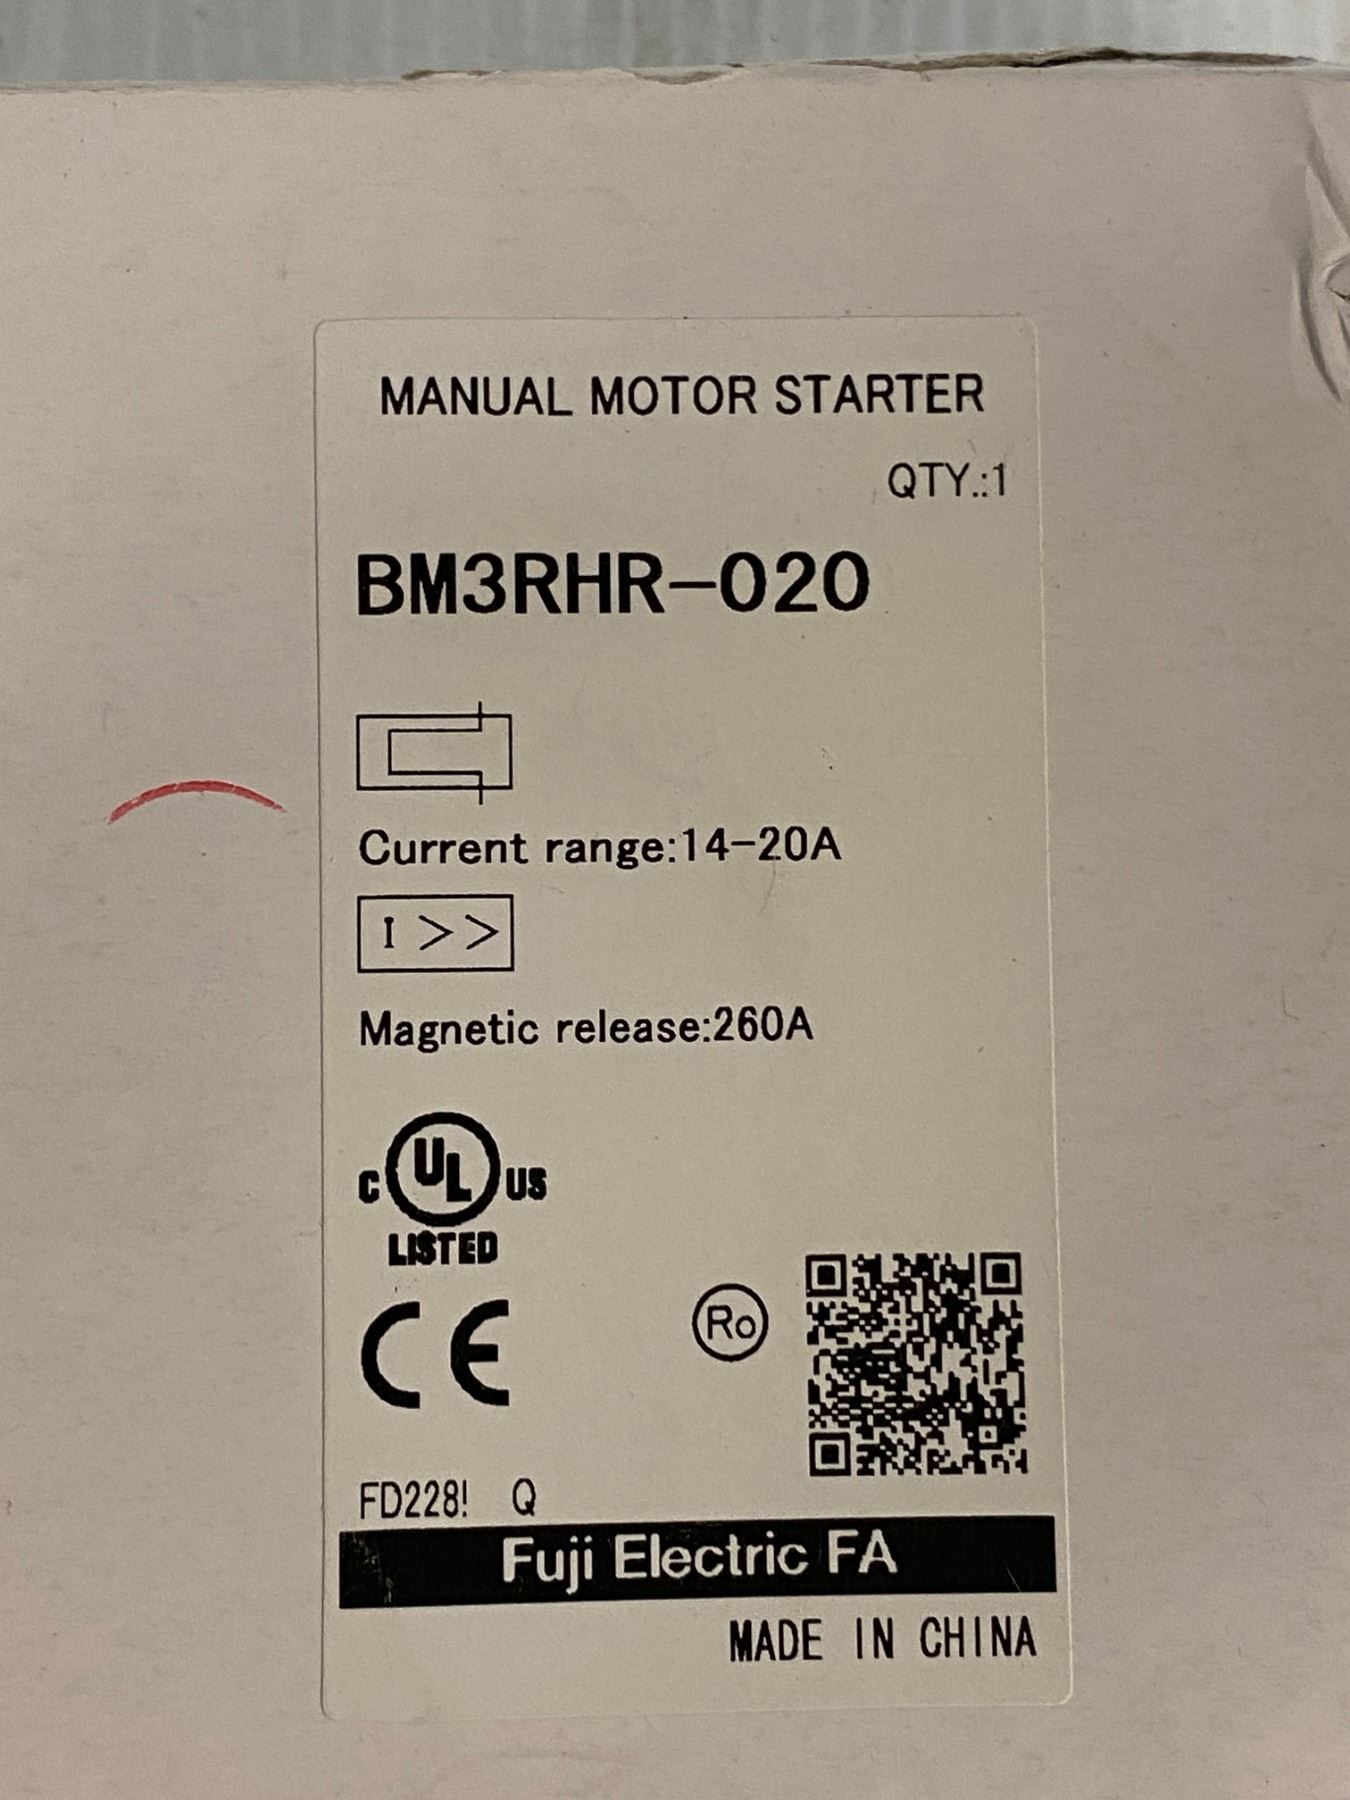 MANUAL MOTOR STARTER
QTY.:1
BM3RHR-020
Current range:14-20A
I >>
Magnetic release:260A
C UL US
LISTED
CE
Ro
FD228! Q
Fuji Electric FA
MADE IN CHINA